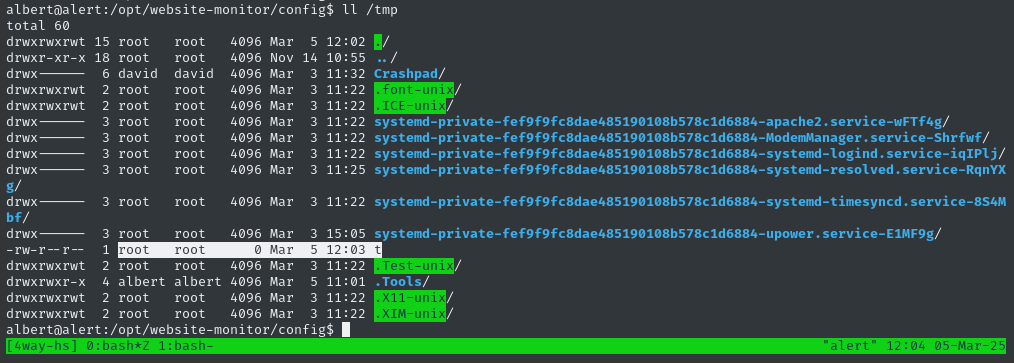 albert@alert:/opt/website-monitor/config$ ll /tmp
total 60
drwxrwxrwt 15 root   root   4096 Mar  5 12:02 ./
drwxr-xr-x 18 root   root   4096 Nov 14 10:55 ../
drwx------  6 david  david  4096 Mar  3 11:32 Crashpad/
drwxrwxrwt  2 root   root   4096 Mar  3 11:22 .font-unix/
drwxrwxrwt  2 root   root   4096 Mar  3 11:22 .ICE-unix/
drwx------  3 root   root   4096 Mar  3 11:22 systemd-private-fef9f9fc8dae485190108b578c1d6884-apache2.service-wFTf4g/
drwx------  3 root   root   4096 Mar  3 11:22 systemd-private-fef9f9fc8dae485190108b578c1d6884-ModemManager.service-Shrfwf/
drwx------  3 root   root   4096 Mar  3 11:22 systemd-private-fef9f9fc8dae485190108b578c1d6884-systemd-logind.service-iqIPlj/
drwx------  3 root   root   4096 Mar  3 11:25 systemd-private-fef9f9fc8dae485190108b578c1d6884-systemd-resolved.service-RqnYX
g/
drwx------  3 root   root   4096 Mar  3 11:22 systemd-private-fef9f9fc8dae485190108b578c1d6884-systemd-timesyncd.service-8S4M
bf/
drwx------  3 root   root   4096 Mar  3 15:05 systemd-private-fef9f9fc8dae485190108b578c1d6884-upower.service-E1MF9g/
-rw-r--r--  1 root   root      0 Mar  5 12:03 t
drwxrwxrwt  2 root   root   4096 Mar  3 11:22 .Test-unix/
drwxrwxr-x  4 albert albert 4096 Mar  5 11:01 .Tools/
drwxrwxrwt  2 root   root   4096 Mar  3 11:22 .X11-unix/
drwxrwxrwt  2 root   root   4096 Mar  3 11:22 .XIM-unix/
albert@alert:/opt/website-monitor/config$
[4way-hs] 0:bash*Z 1:bash- "alert" 12:04 05-Mar-25